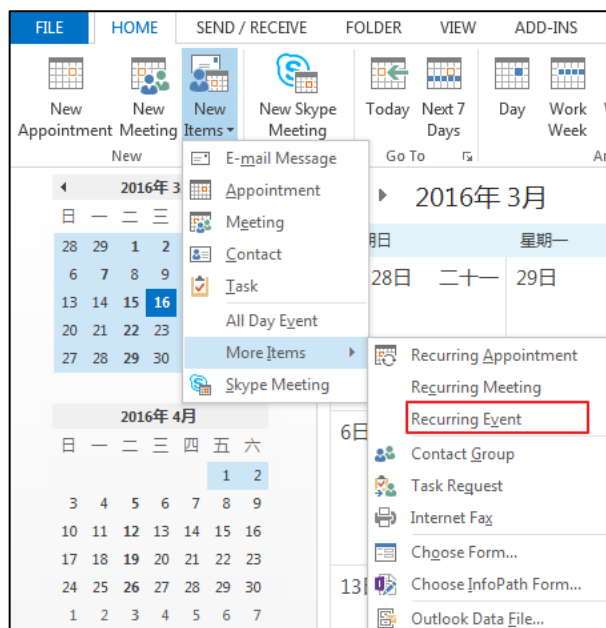 FILE HOME SEND / RECEIVE FOLDER VIEW ADD-INS
New Appointment
New Meeting
New Items
New Skype Meeting
Today
Next 7 Days
Day
Work Week
New
Go To
E-mail Message
Appointment
Meeting
Contact
Task
All Day Event
More Items
Skype Meeting
Recurring Appointment
Recurring Meeting
Recurring Event
Contact Group
Task Request
Internet Fax
Choose Form...
Choose InfoPath Form...
Outlook Data File...
2016年 3
日 一 二 三
28 29 1 2
6 7 8 9
13 14 15 16
20 21 22 23
27 28 29 30
2016年 4月
日 一 二 三 四 五 六
1 2
3 4 5 6 7 8 9
10 11 12 13 14 15 16
17 18 19 20 21 22 23
24 25 26 27 28 29 30
1 2 3 4 5 6 7
2016年 3月
期日 星期一
28日 二十一 29日
6日
13